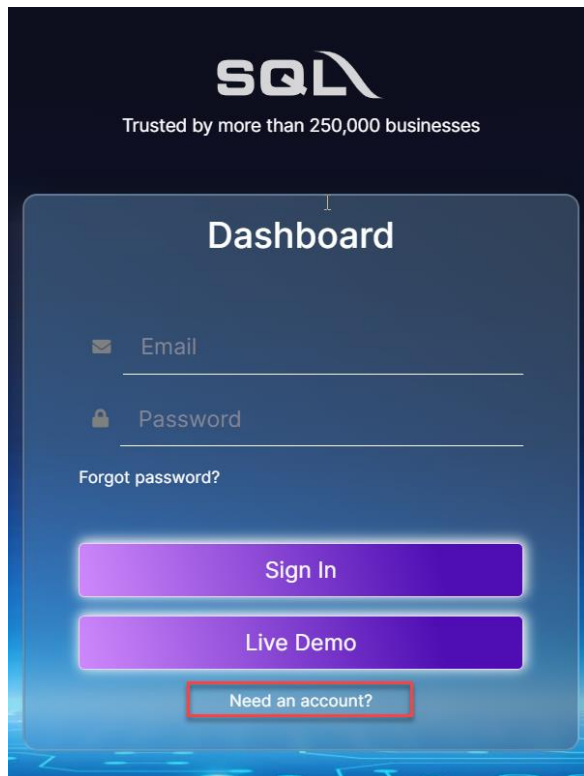 SQL
Trusted by more than 250,000 businesses
Dashboard
Email
Password
Forgot password?
Sign In
Live Demo
Need an account?